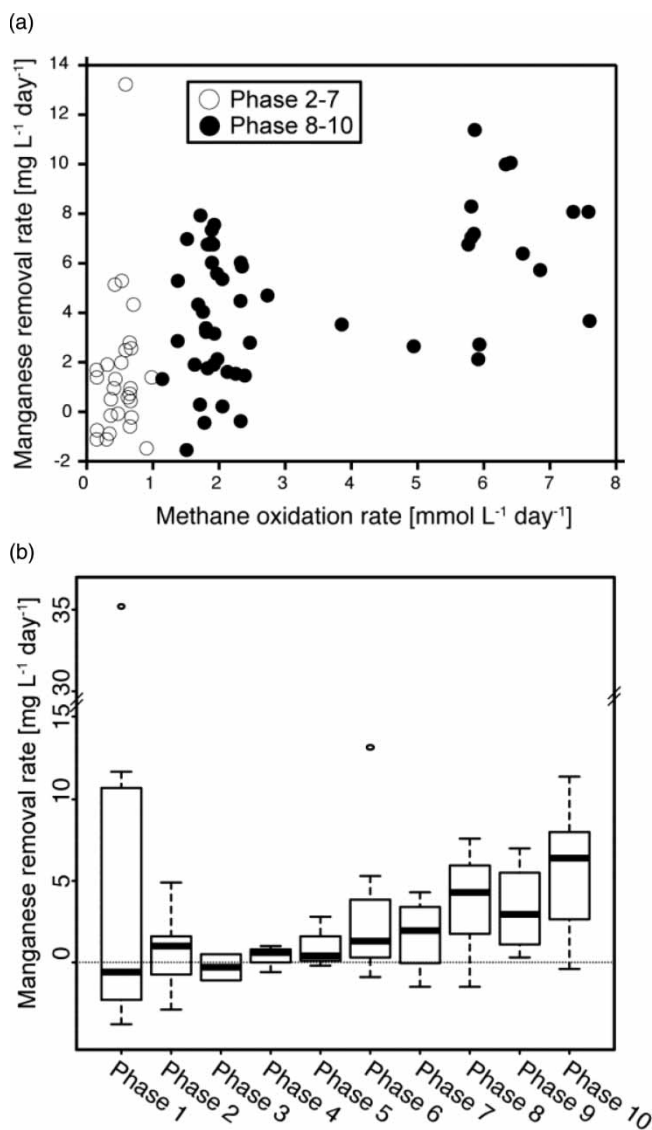 (a)
Manganese removal rate [mg L⁻¹ day⁻¹]
14
12
10
8
6
4
2
0
-2
Phase 2-7
Phase 8-10
0 1 2 3 4 5 6 7 8
Methane oxidation rate [mmol L⁻¹ day⁻¹]
(b)
Manganese removal rate [mg L⁻¹ day⁻¹]
35
30
15
10
5
0
Phase 1
Phase 2
Phase 3
Phase 4
Phase 5
Phase 6
Phase 7
Phase 8
Phase 9
Phase 10